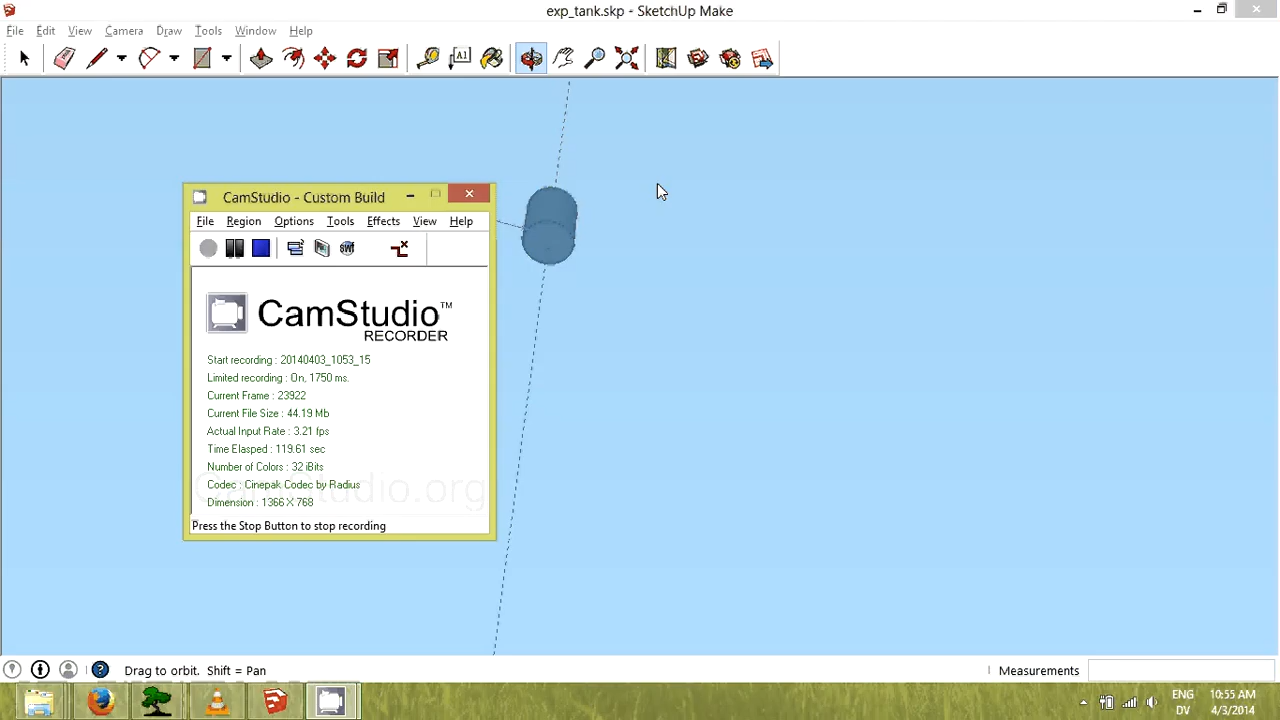 exp_tank.skp - SketchUp Make
File Edit View Camera Draw Tools Window Help
A1
CamStudio - Custom Build
File Region Options Tools Effects View Help
SWF
CamStudio™
RECORDER
Start recording : 20140403_1053_15
Limited recording : On, 1750 ms.
Current Frame : 23922
Current File Size : 44.19 Mb
Actual Input Rate : 3.21 fps
Time Elasped : 119.61 sec
Number of Colors : 32 iBits
Codec : Cinepak Codec by Radius
Dimension : 1366 X 768
CamStudio.org
Press the Stop Button to stop recording
Drag to orbit. Shift = Pan
Measurements
ENG
DV
10:55 AM
4/3/2014